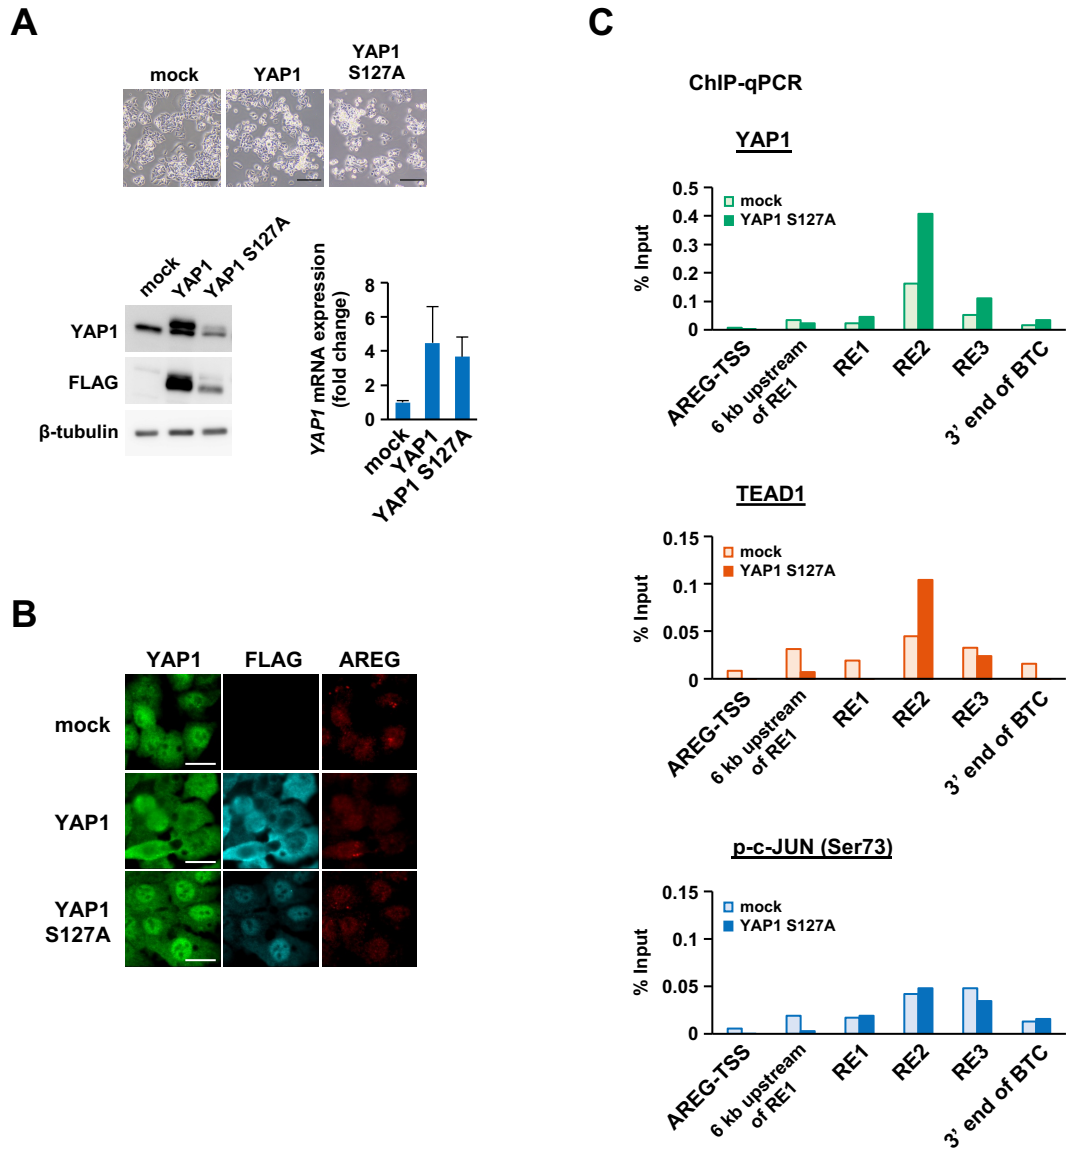 A
mock
YAP1
YAP1
S127A
mock
YAP1
YAP1 S127A
YAP1
FLAG
β-tubulin
YAP1 mRNA expression
(fold change)
8
6
4
2
0
mock
YAP1
YAP1 S127A
B
YAP1
FLAG
AREG
mock
YAP1
YAP1
S127A
C
ChIP-qPCR
YAP1
mock
YAP1 S127A
% Input
0.5
0.4
0.3
0.2
0.1
0
AREG-TSS
6 kb upstream
of RE1
RE1
RE2
RE3
3’ end of BTC
TEAD1
mock
YAP1 S127A
% Input
0.15
0.1
0.05
0
AREG-TSS
6 kb upstream
of RE1
RE1
RE2
RE3
3’ end of BTC
p-c-JUN (Ser73)
mock
YAP1 S127A
% Input
0.15
0.1
0.05
0
AREG-TSS
6 kb upstream
of RE1
RE1
RE2
RE3
3’ end of BTC